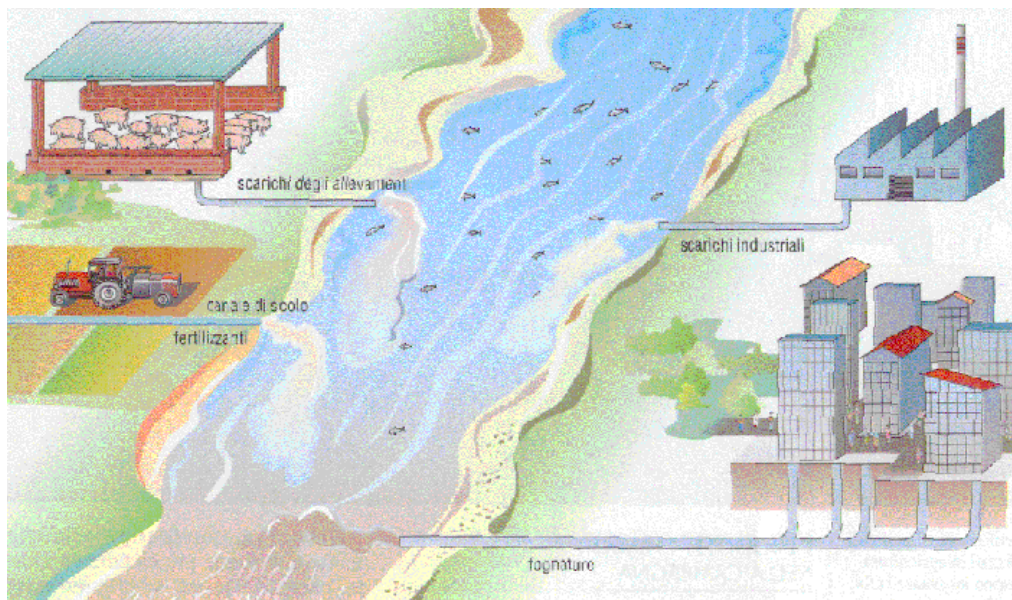 scarichi degli allevamenti
scarichi industriali
canale di scolo
fertilizzanti
fognature